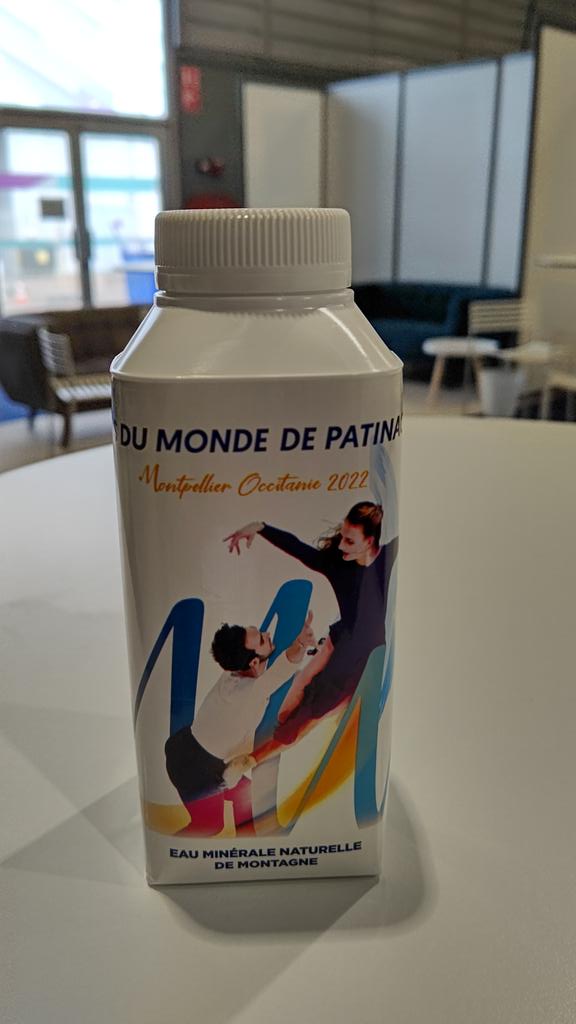 DU MONDE DE PATINA
Montpellier Occitanie 2022
EAU MINÉRALE NATURELLE
DE MONTAGNE